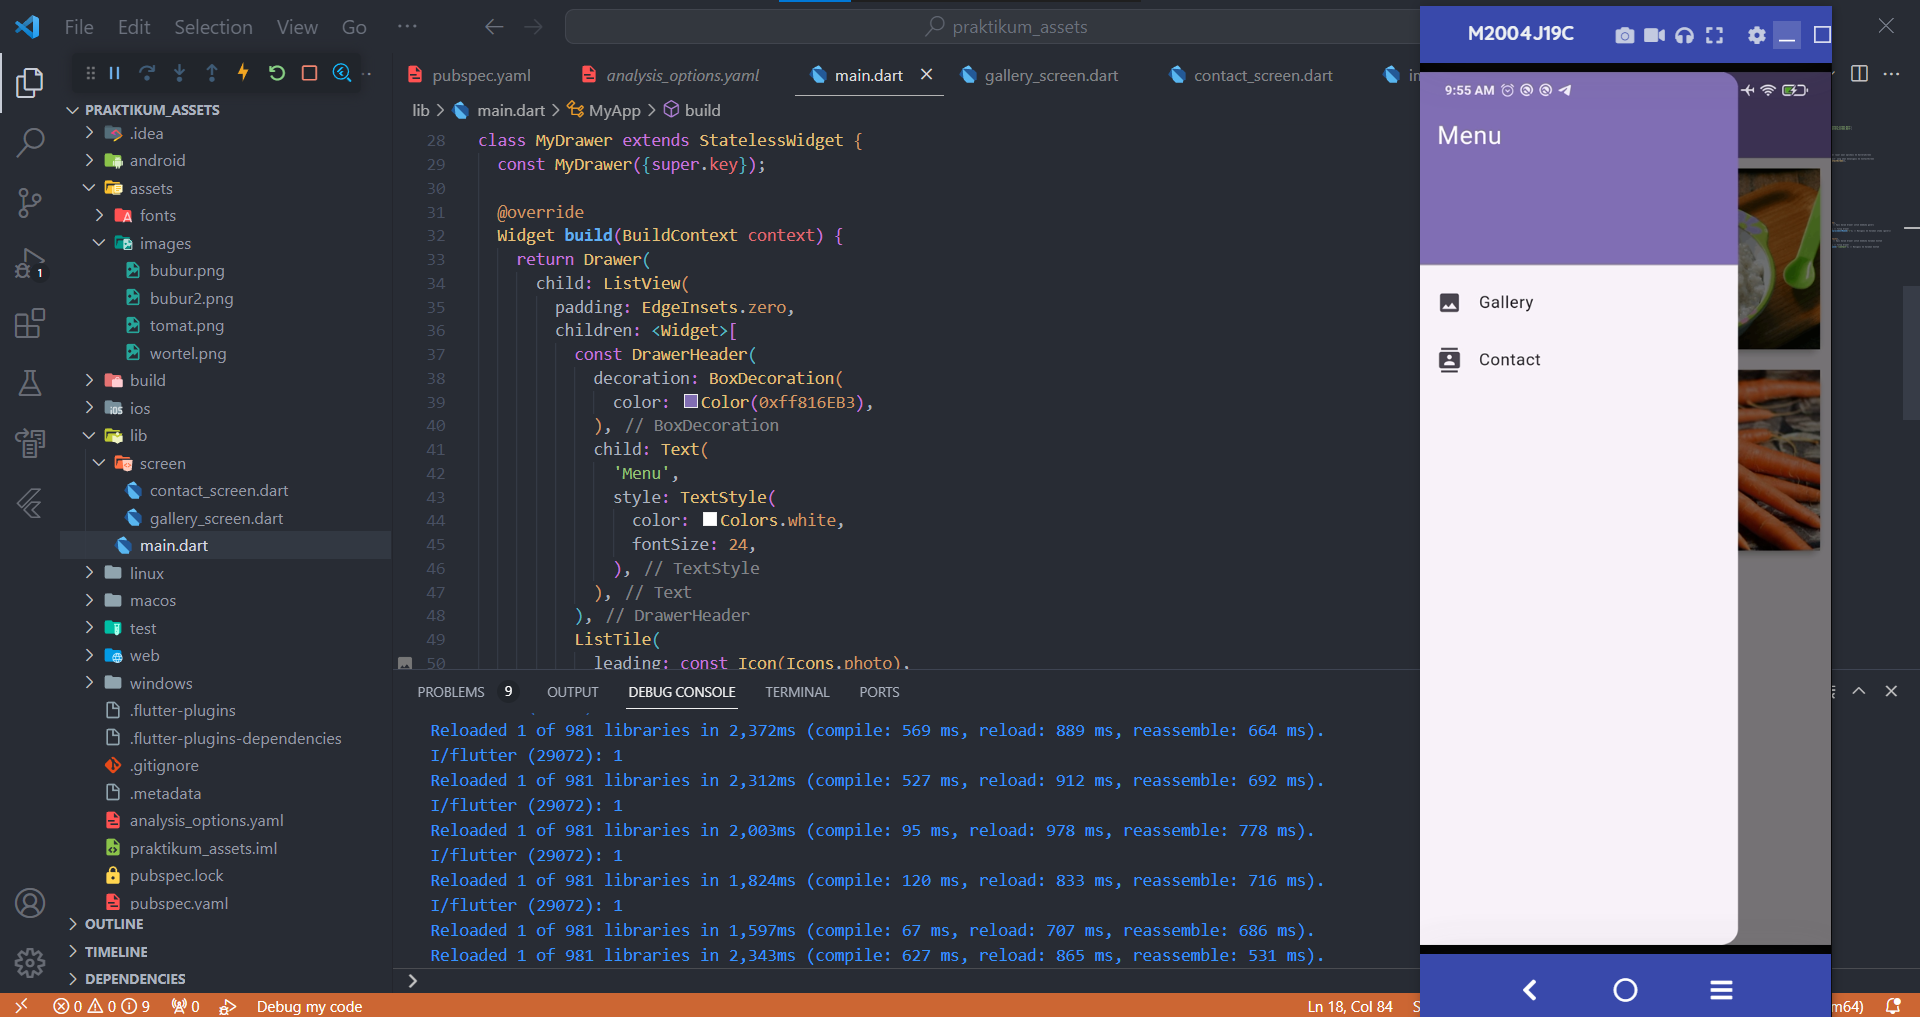 File Edit Selection View Go ··· praktikum_assets
PRAKTIKUM_ASSETS
.idea
android
assets
fonts
images
bubur.png
bubur2.png
tomat.png
wortel.png
build
ios
lib
screen
contact_screen.dart
gallery_screen.dart
main.dart
linux
macos
test
web
windows
.flutter-plugins
.flutter-plugins-dependencies
.gitignore
.metadata
analysis_options.yaml
praktikum_assets.iml
pubspec.lock
pubspec.yaml
OUTLINE
TIMELINE
DEPENDENCIES
1
pubspec.yaml analysis_options.yaml main.dart gallery_screen.dart contact_screen.dart
lib > main.dart > MyApp > build
28 class MyDrawer extends StatelessWidget {
29 const MyDrawer({super.key});
30
31 @override
32 Widget build(BuildContext context) {
33 return Drawer(
34 child: ListView(
35 padding: EdgeInsets.zero,
36 children: <Widget>[
37 const DrawerHeader(
38 decoration: BoxDecoration(
39 color: Color(0xff816EB3),
40 ), // BoxDecoration
41 child: Text(
42 'Menu',
43 style: TextStyle(
44 color: Colors.white,
45 fontSize: 24,
46 ), // TextStyle
47 ), // Text
48 ), // DrawerHeader
49 ListTile(
50 leading: const Icon(Icons.photo),
PROBLEMS 9 OUTPUT DEBUG CONSOLE TERMINAL PORTS
Reloaded 1 of 981 libraries in 2,372ms (compile: 569 ms, reload: 889 ms, reassemble: 664 ms).
I/flutter (29072): 1
Reloaded 1 of 981 libraries in 2,312ms (compile: 527 ms, reload: 912 ms, reassemble: 692 ms).
I/flutter (29072): 1
Reloaded 1 of 981 libraries in 2,003ms (compile: 95 ms, reload: 978 ms, reassemble: 778 ms).
I/flutter (29072): 1
Reloaded 1 of 981 libraries in 1,824ms (compile: 120 ms, reload: 833 ms, reassemble: 716 ms).
I/flutter (29072): 1
Reloaded 1 of 981 libraries in 1,597ms (compile: 67 ms, reload: 707 ms, reassemble: 686 ms).
Reloaded 1 of 981 libraries in 2,343ms (compile: 627 ms, reload: 865 ms, reassemble: 531 ms).
M2004J19C
9:55 AM
Menu
Gallery
Contact
0 0 9 0 Debug my code Ln 18, Col 84 m64)